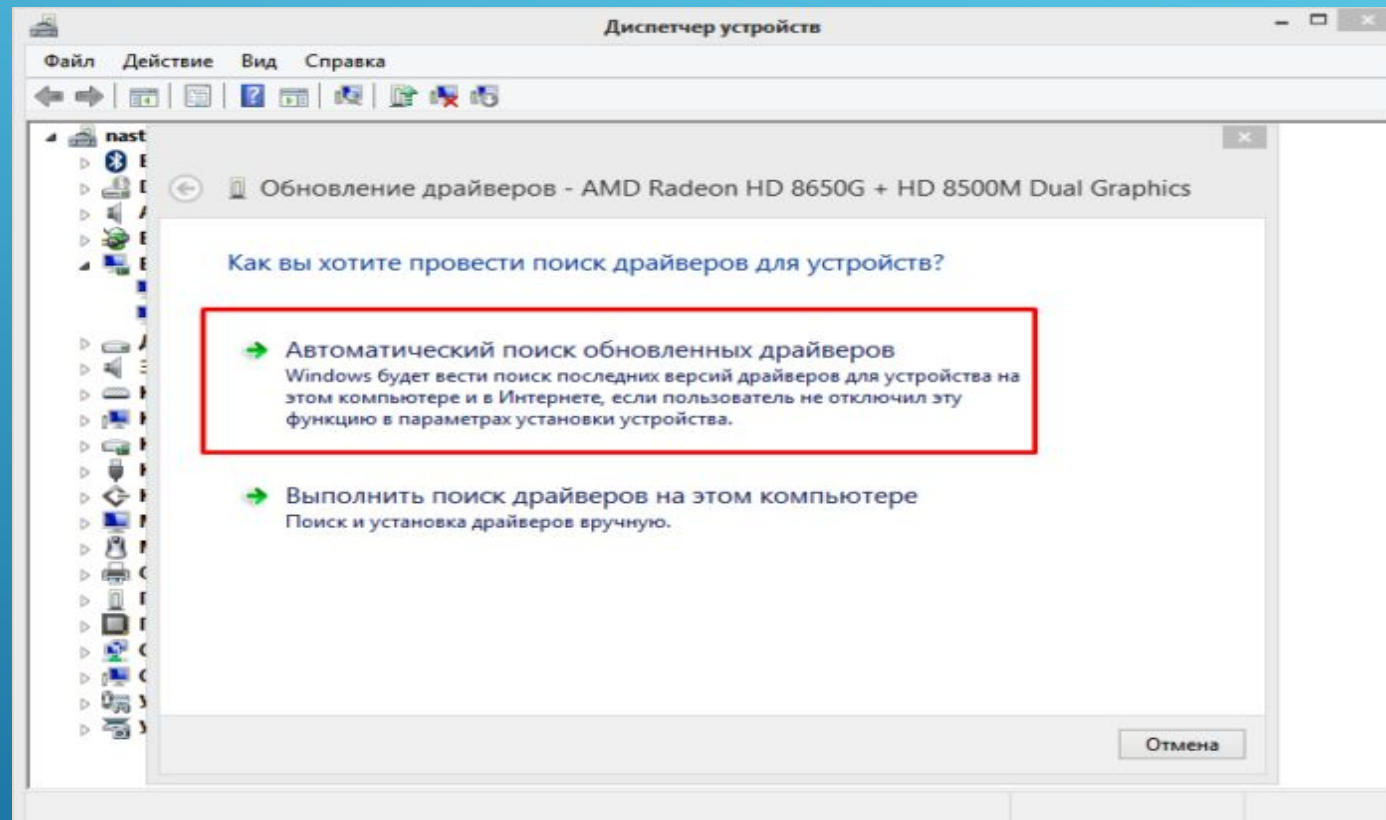 Диспетчер устройств
Файл Действие Вид Справка
nast
Обновление драйверов - AMD Radeon HD 8650G + HD 8500M Dual Graphics
Как вы хотите провести поиск драйверов для устройств?
Автоматический поиск обновленных драйверов
Windows будет вести поиск последних версий драйверов для устройства на
этом компьютере и в Интернете, если пользователь не отключил эту
функцию в параметрах установки устройства.
Выполнить поиск драйверов на этом компьютере
Поиск и установка драйверов вручную.
Отмена